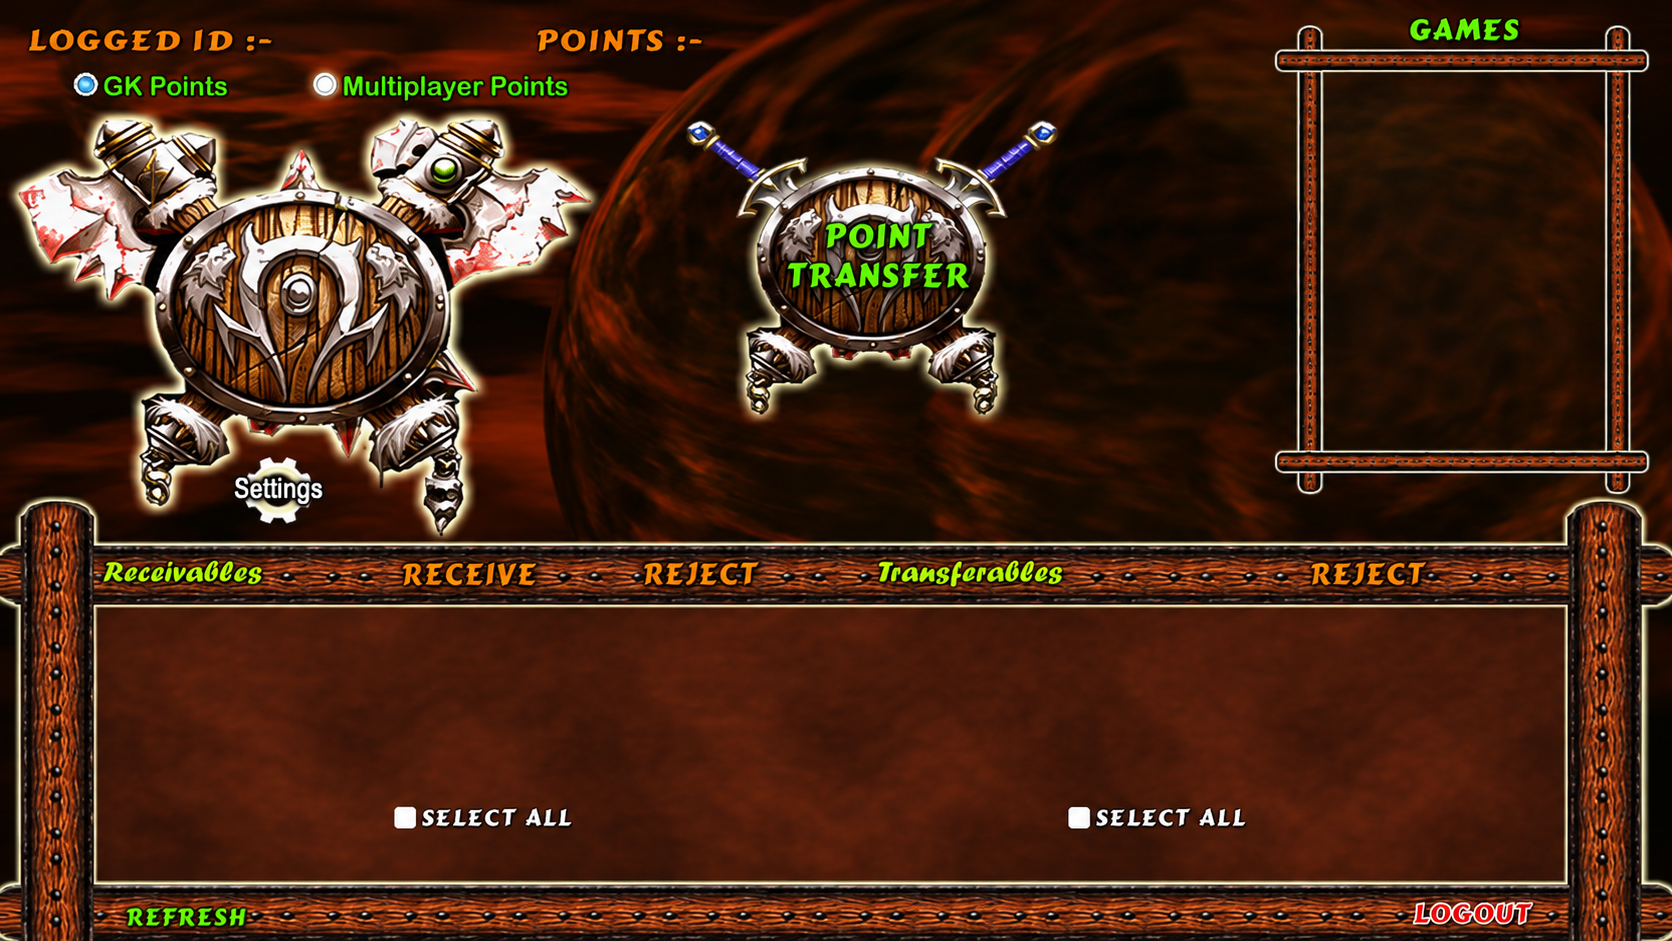 LOGGED ID :-
POINTS :-
GAMES
GK Points
Multiplayer Points
POINT
TRANSFER
Settings
Receivables
RECEIVE
REJECT
Transferables
REJECT
SELECT ALL
SELECT ALL
REFRESH
LOGOUT